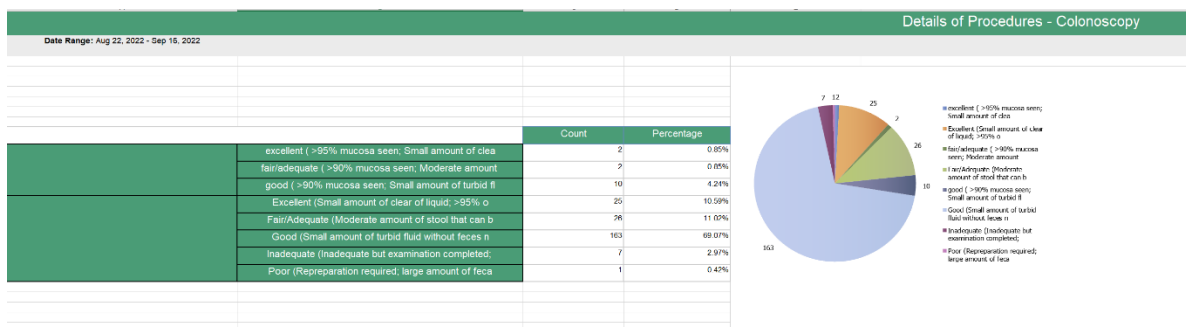 Details of Procedures - Colonoscopy
Date Range: Aug 22, 2022 - Sep 15, 2022
Count Percentage
excellent ( >95% mucosa seen; Small amount of clea 2 0.85%
fair/adequate ( >90% mucosa seen; Moderate amount 2 0.85%
good ( >90% mucosa seen; Small amount of turbid fl 10 4.24%
Excellent (Small amount of clear of liquid; >95% o 25 10.59%
Fair/Adequate (Moderate amount of stool that can b 26 11.02%
Good (Small amount of turbid fluid without feces n 163 69.07%
Inadequate (Inadequate but examination completed; 7 2.97%
Poor (Repreparation required; large amount of feca 1 0.42%
7 12
25
2
26
10
163
excellent ( >95% mucosa seen;
Small amount of clea
Excellent (Small amount of clear
of liquid; >95% o
fair/adequate ( >90% mucosa
seen; Moderate amount
Fair/Adequate (Moderate
amount of stool that can b
good ( >90% mucosa seen;
Small amount of turbid fl
Good (Small amount of turbid
fluid without feces n
Inadequate (Inadequate but
examination completed;
Poor (Repreparation required;
large amount of feca